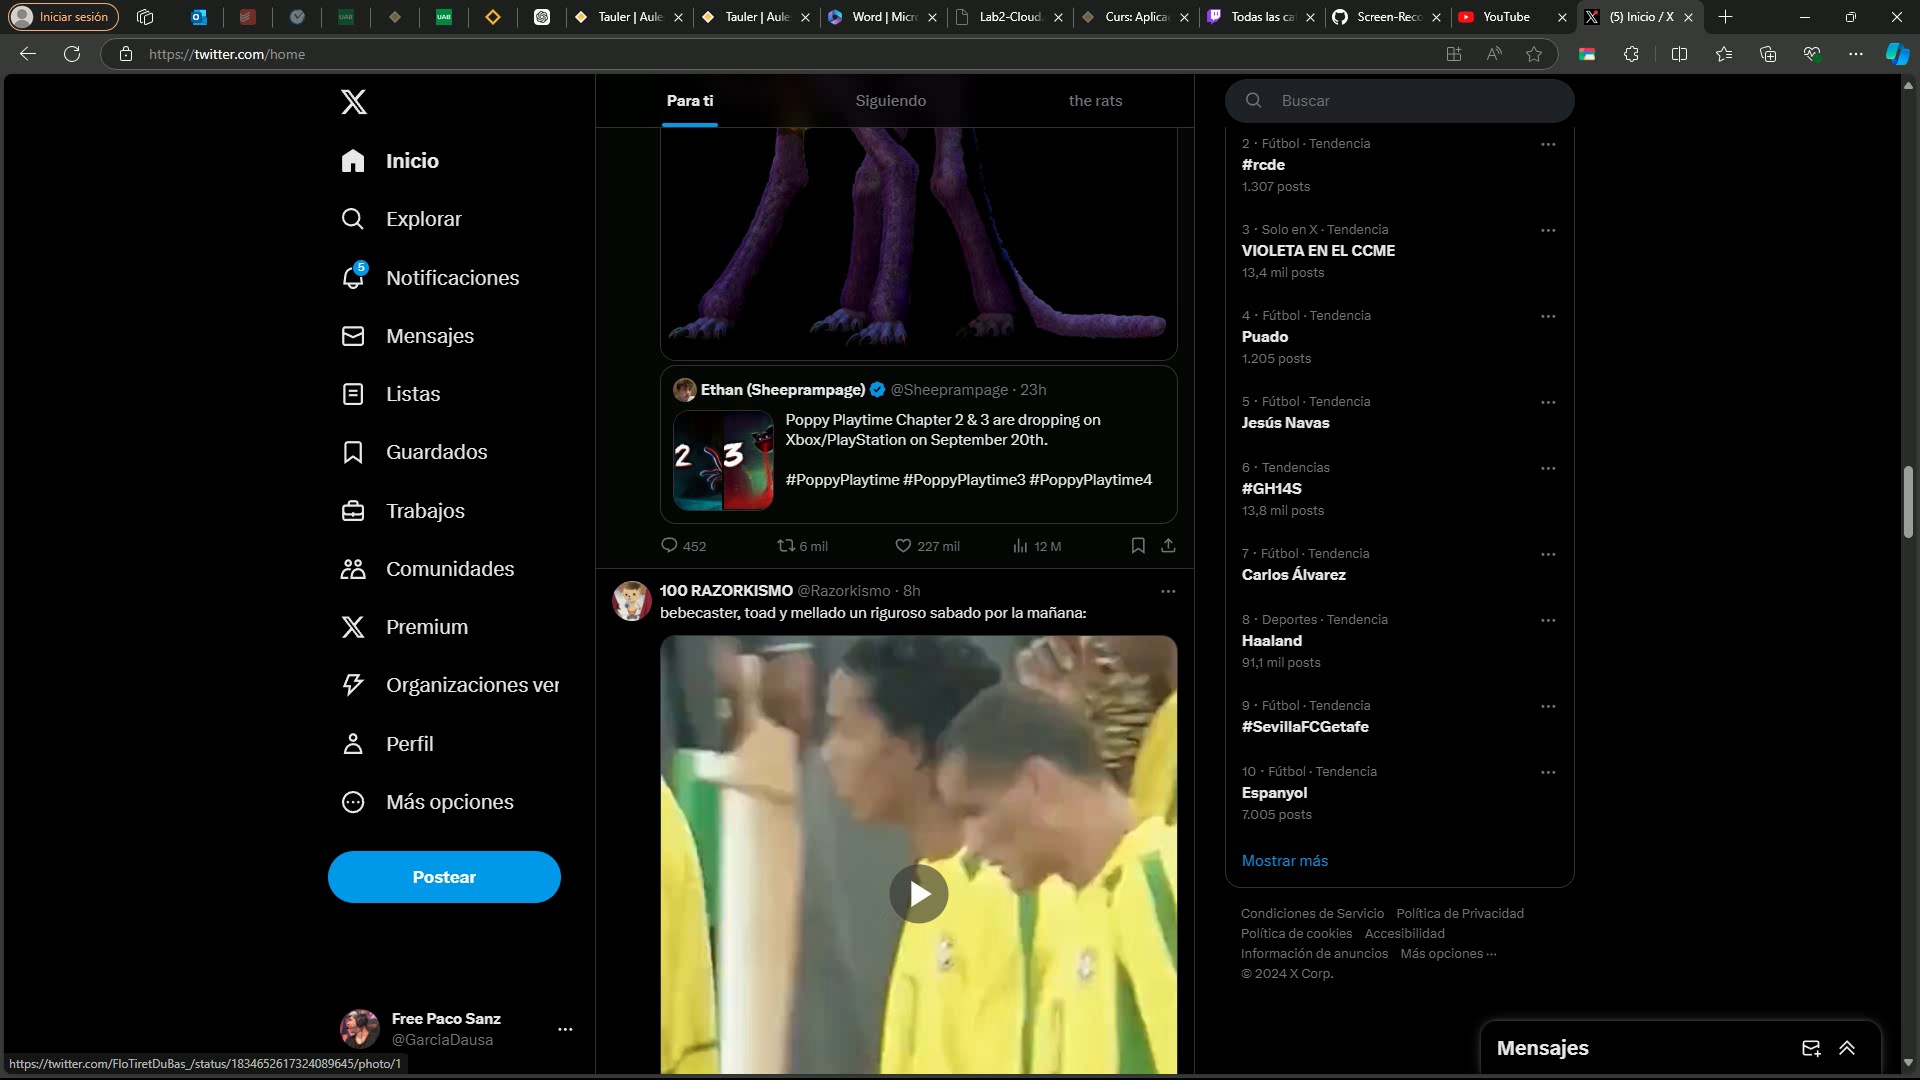 Iniciar sesión
Tauler | Aule
Tauler | Aule
Word | Micr
Lab2-Cloud.
Curs: Aplica
Todas las ca
Screen-Reco
YouTube
(5) Inicio / X
https://twitter.com/home
Inicio
Explorar
5
Notificaciones
Mensajes
Listas
Guardados
Trabajos
Comunidades
Premium
Organizaciones ver
Perfil
Más opciones
Postear
Free Paco Sanz
@GarciaDausa
https://twitter.com/FloTiretDuBas_/status/1834652617324089645/photo/1
Para ti
Siguiendo
the rats
Ethan (Sheeprampage) @Sheeprampage · 23h
Poppy Playtime Chapter 2 & 3 are dropping on
Xbox/PlayStation on September 20th.
#PoppyPlaytime #PoppyPlaytime3 #PoppyPlaytime4
2 3
452
6 mil
227 mil
12 M
100 RAZORKISMO @Razorkismo · 8h
bebecaster, toad y mellado un riguroso sabado por la mañana:
Buscar
2 · Fútbol · Tendencia
#rcde
1.307 posts
3 · Solo en X · Tendencia
VIOLETA EN EL CCME
13,4 mil posts
4 · Fútbol · Tendencia
Puado
1.205 posts
5 · Fútbol · Tendencia
Jesús Navas
6 · Tendencias
#GH14S
13,8 mil posts
7 · Fútbol · Tendencia
Carlos Álvarez
8 · Deportes · Tendencia
Haaland
91,1 mil posts
9 · Fútbol · Tendencia
#SevillaFCGetafe
10 · Fútbol · Tendencia
Espanyol
7.005 posts
Mostrar más
Condiciones de Servicio Política de Privacidad
Política de cookies Accesibilidad
Información de anuncios Más opciones ···
© 2024 X Corp.
Mensajes